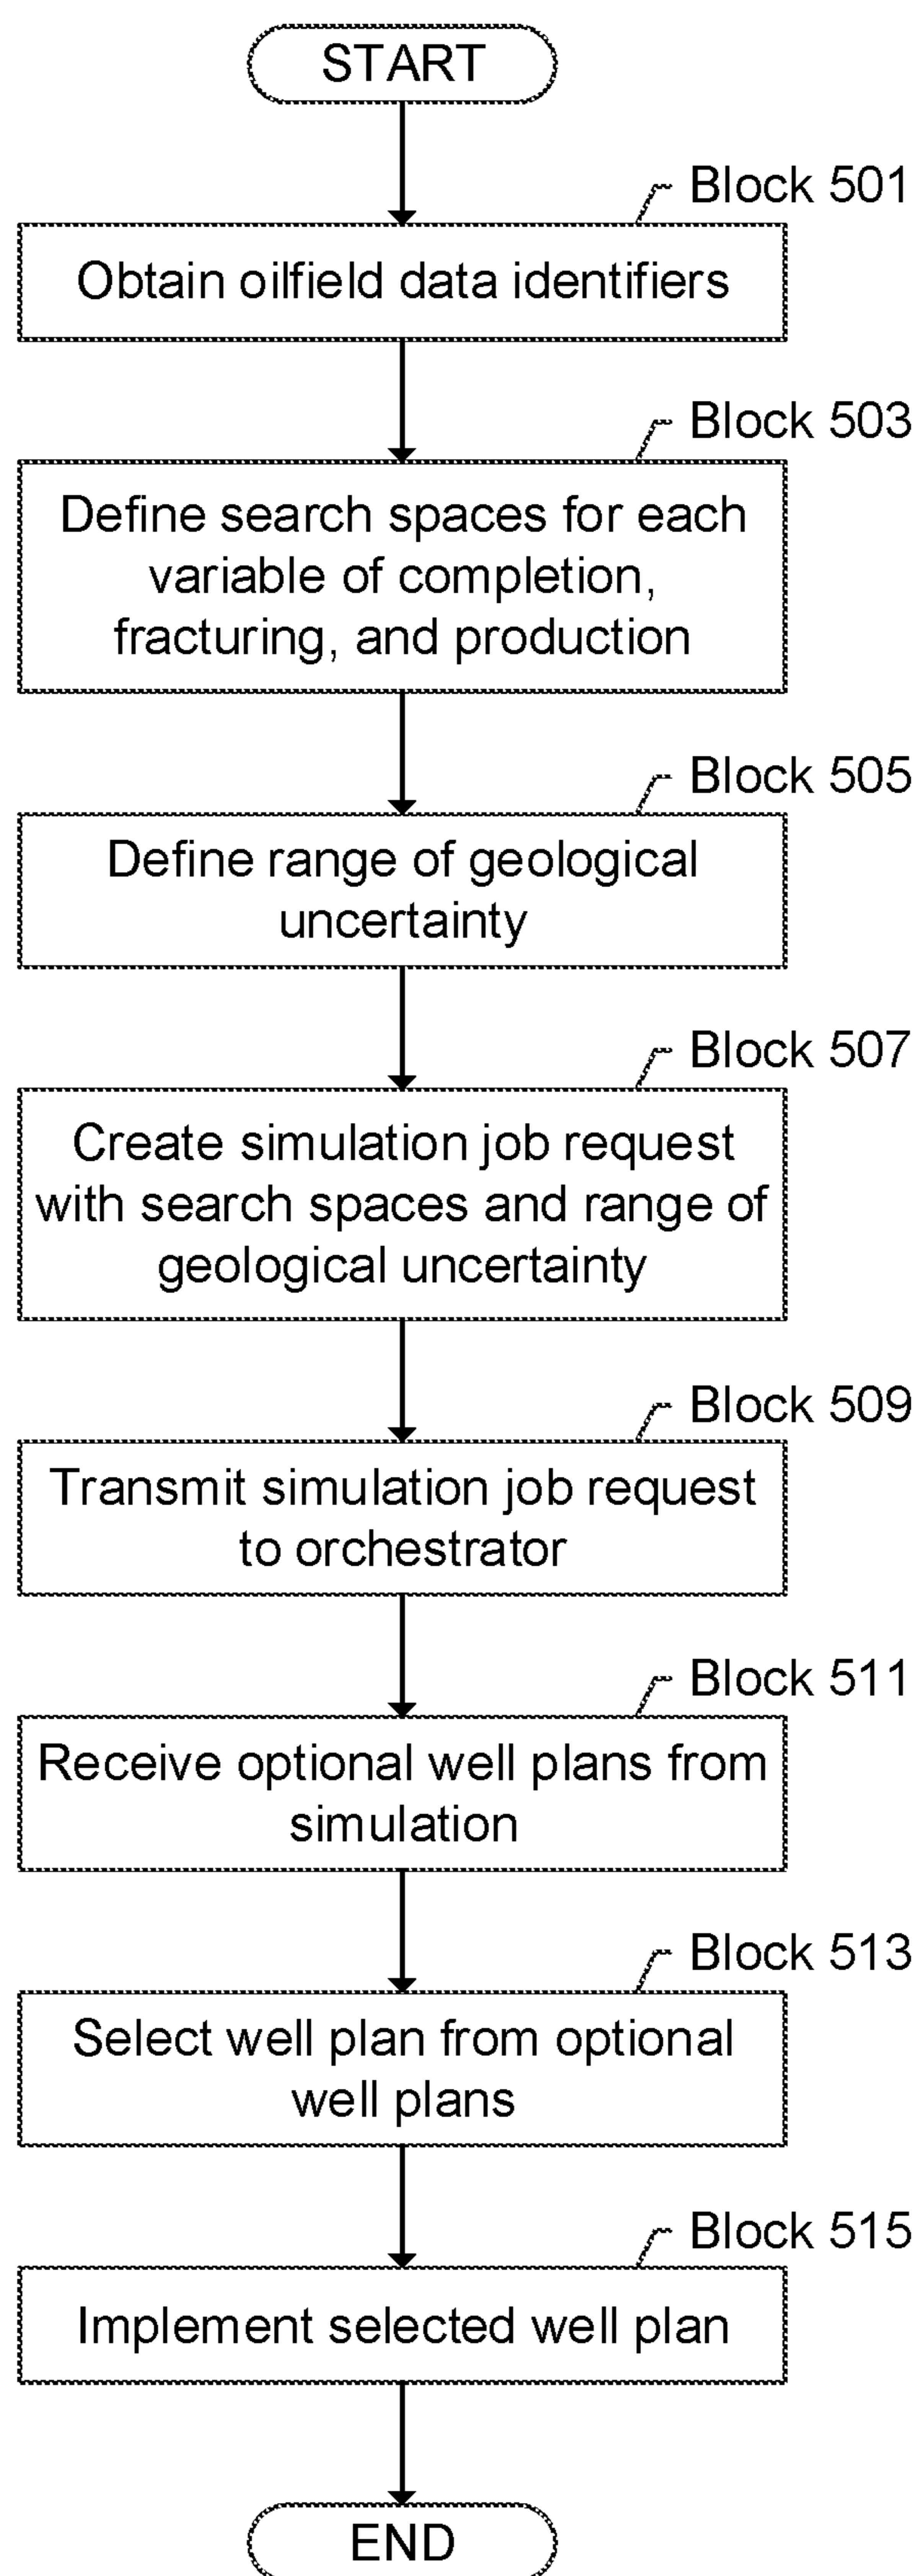 START
Block 501
Obtain oilfield data identifiers
Block 503
Define search spaces for each
variable of completion,
fracturing, and production
Block 505
Define range of geological
uncertainty
Block 507
Create simulation job request
with search spaces and range of
geological uncertainty
Block 509
Transmit simulation job request
to orchestrator
Block 511
Receive optional well plans from
simulation
Block 513
Select well plan from optional
well plans
Block 515
Implement selected well plan
END